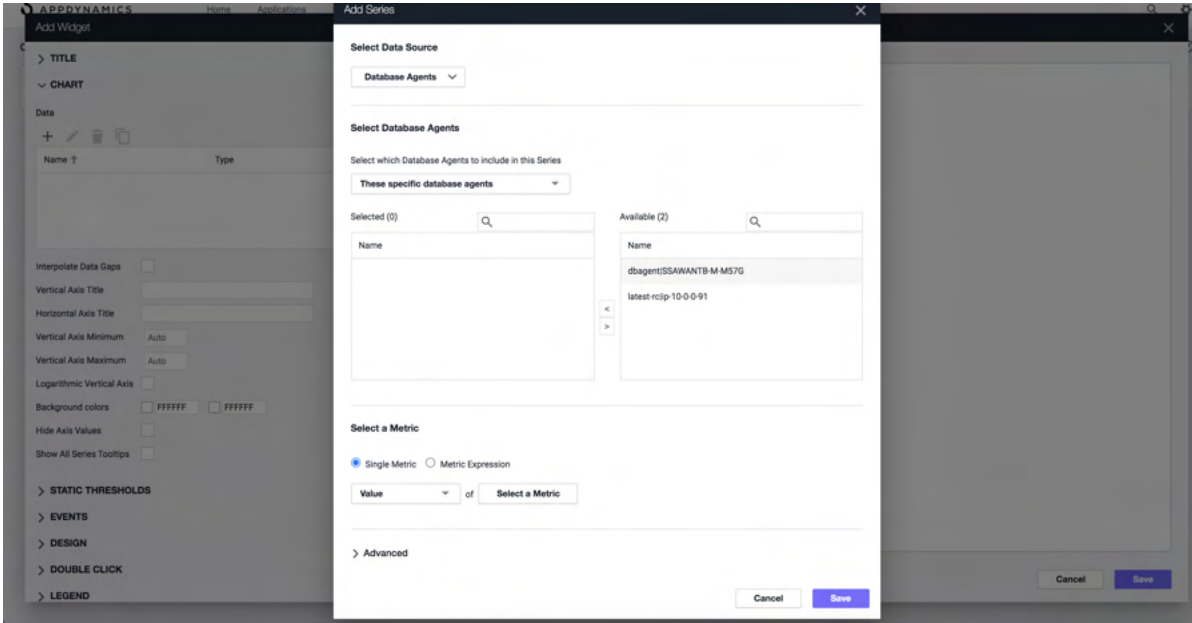 APPDYNAMICS
Home
Applications
Add Widget
TITLE
CHART
Data
Name
Type
Interpolate Data Gaps
Vertical Axis Title
Horizontal Axis Title
Vertical Axis Minimum
Auto
Vertical Axis Maximum
Auto
Logarithmic Vertical Axis
Background colors
FFFFFF
FFFFFF
Hide Axis Values
Show All Series Tooltips
STATIC THRESHOLDS
EVENTS
DESIGN
DOUBLE CLICK
LEGEND
Add Series
Select Data Source
Database Agents
Select Database Agents
Select which Database Agents to include in this Series
These specific database agents
Selected (0)
Name
Available (2)
Name
dbagent|SSAWANTB-M-M57G
latest-rc|ip-10-0-0-91
<
>
Select a Metric
Single Metric
Metric Expression
Value
of
Select a Metric
Advanced
Cancel
Save
Cancel
Save